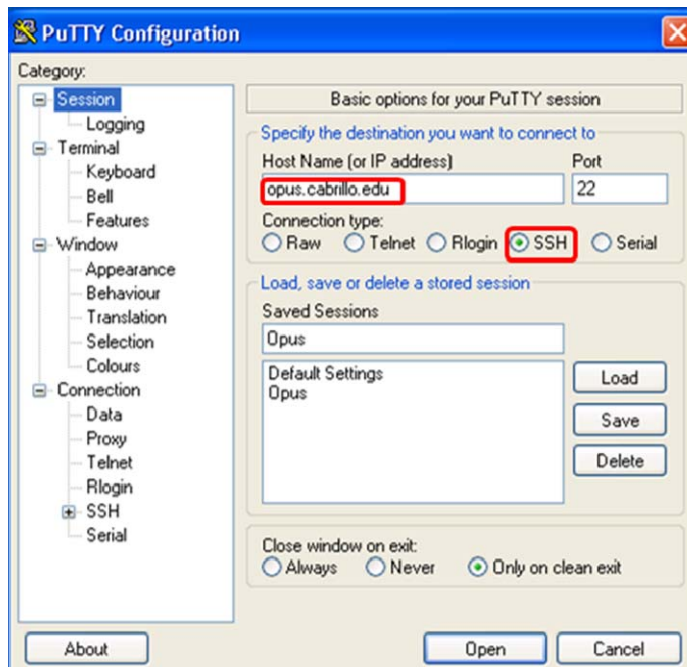 PuTTY Configuration
Category:
Session
Logging
Terminal
Keyboard
Bell
Features
Window
Appearance
Behaviour
Translation
Selection
Colours
Connection
Data
Proxy
Telnet
Rlogin
SSH
Serial
Basic options for your PuTTY session
Specify the destination you want to connect to
Host Name (or IP address) Port
opus.cabrillo.edu 22
Connection type:
Raw Telnet Rlogin SSH Serial
Load, save or delete a stored session
Saved Sessions
Opus
Default Settings
Opus
Load
Save
Delete
Close window on exit:
Always Never Only on clean exit
About Open Cancel